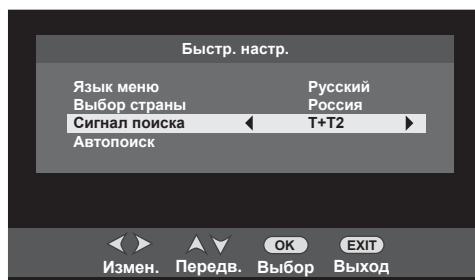 Быстр. настр.
Язык меню Русский
Выбор страны Россия
Сигнал поиска T+T2
Автопоиск
OK EXIT
Измен. Передв. Выбор Выход